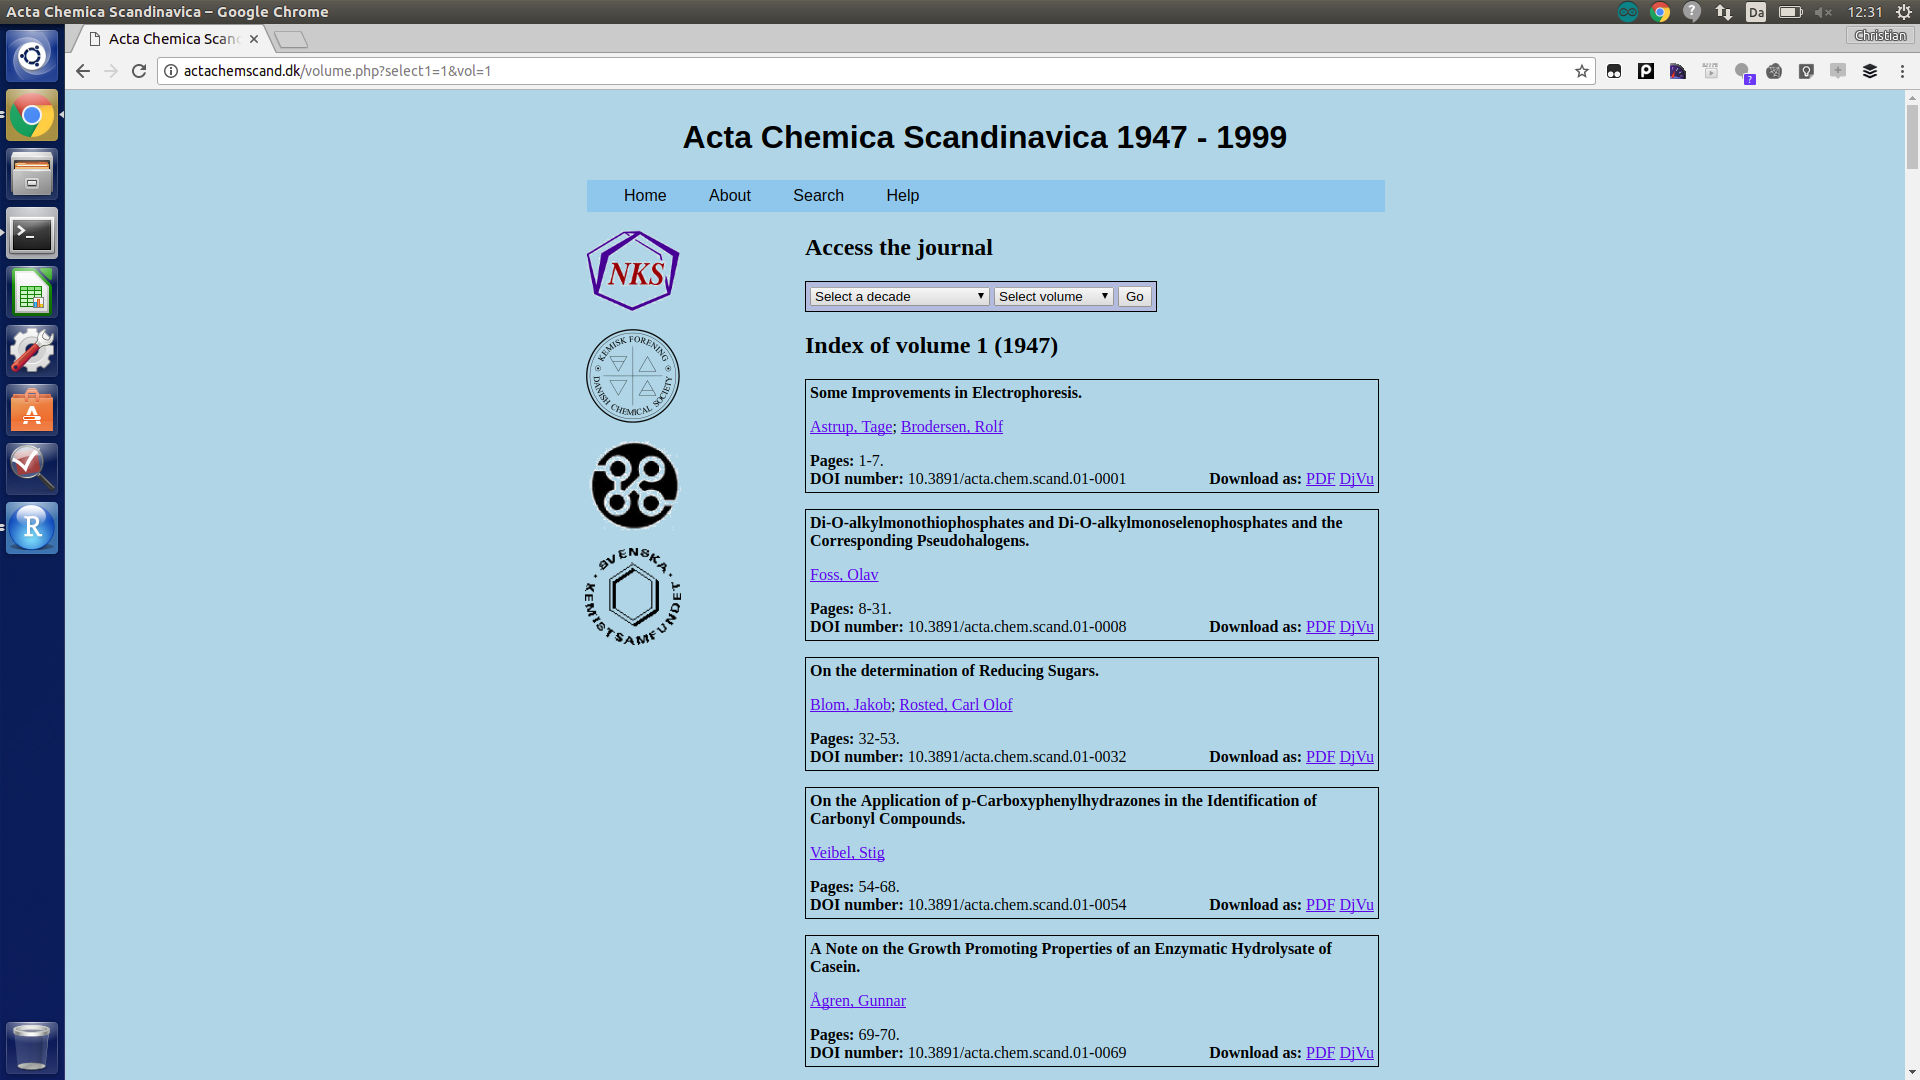 Acta Chemica Scandinavica – Google Chrome
Da
12:31
Acta Chemica Scan
Christian
actachemscand.dk/volume.php?select1=1&vol=1
Acta Chemica Scandinavica 1947 - 1999
Home About Search Help
NKS
KEMISK FORENING
DANISH CHEMICAL SOCIETY
SVENSKA
KEMISTSAMFUNDET
Access the journal
Select a decade Select volume Go
Index of volume 1 (1947)
Some Improvements in Electrophoresis.
Astrup, Tage; Brodersen, Rolf
Pages: 1-7.
DOI number: 10.3891/acta.chem.scand.01-0001 Download as: PDF DjVu
Di-O-alkylmonothiophosphates and Di-O-alkylmonoselenophosphates and the
Corresponding Pseudohalogens.
Foss, Olav
Pages: 8-31.
DOI number: 10.3891/acta.chem.scand.01-0008 Download as: PDF DjVu
On the determination of Reducing Sugars.
Blom, Jakob; Rosted, Carl Olof
Pages: 32-53.
DOI number: 10.3891/acta.chem.scand.01-0032 Download as: PDF DjVu
On the Application of p-Carboxyphenylhydrazones in the Identification of
Carbonyl Compounds.
Veibel, Stig
Pages: 54-68.
DOI number: 10.3891/acta.chem.scand.01-0054 Download as: PDF DjVu
A Note on the Growth Promoting Properties of an Enzymatic Hydrolysate of
Casein.
Ågren, Gunnar
Pages: 69-70.
DOI number: 10.3891/acta.chem.scand.01-0069 Download as: PDF DjVu